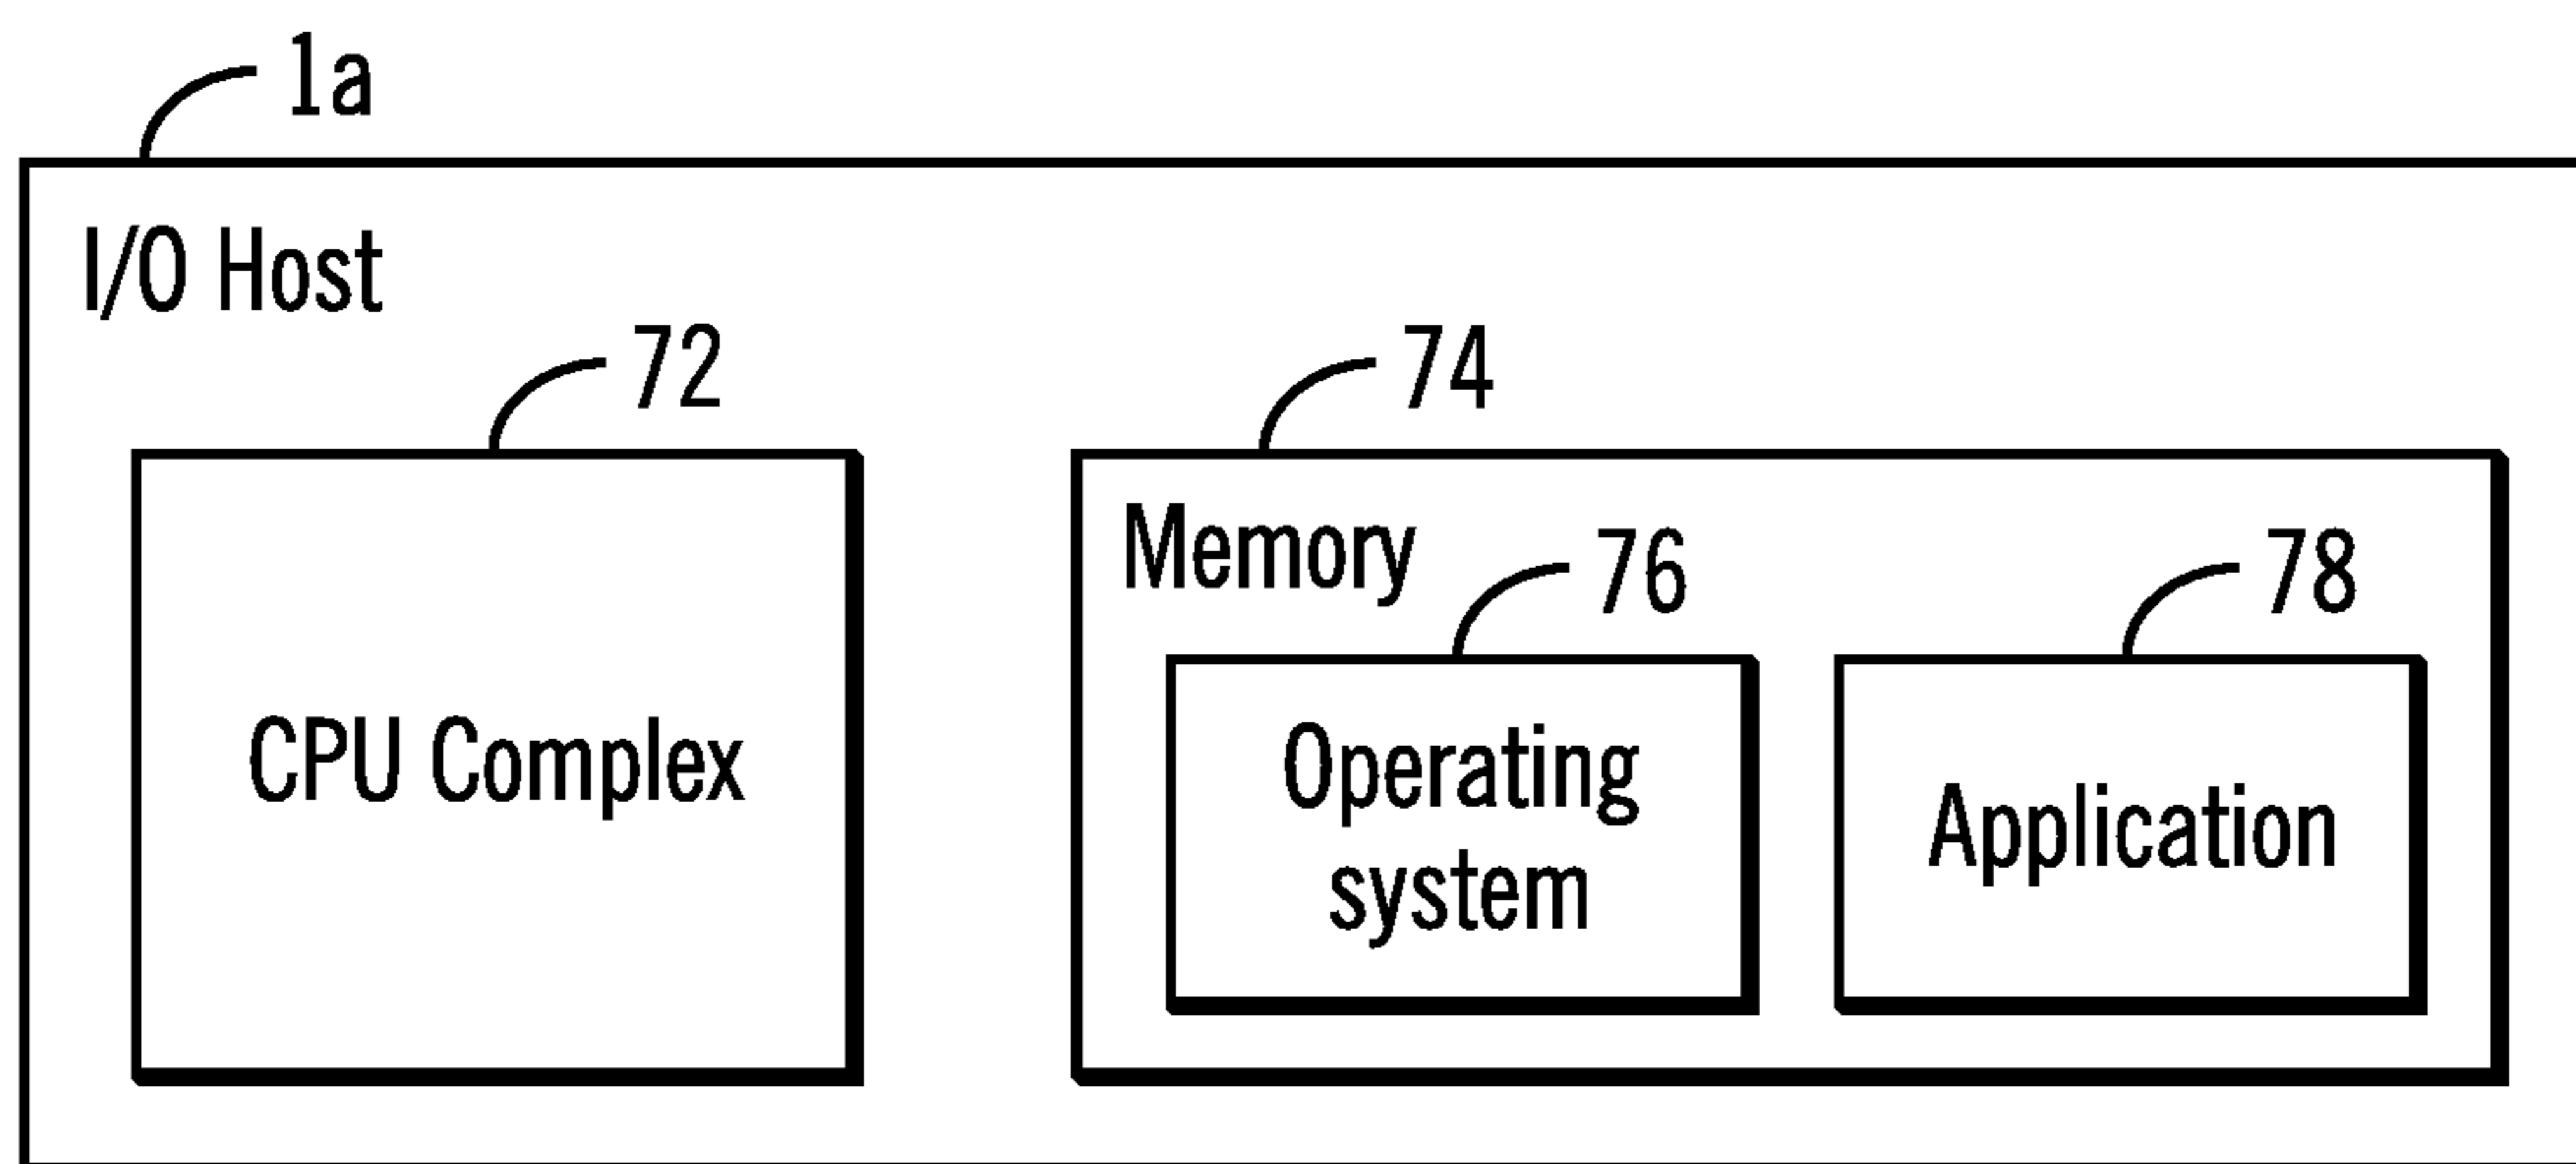 1a
I/O Host
72
74
Memory
76
78
CPU Complex
Operating
system
Application